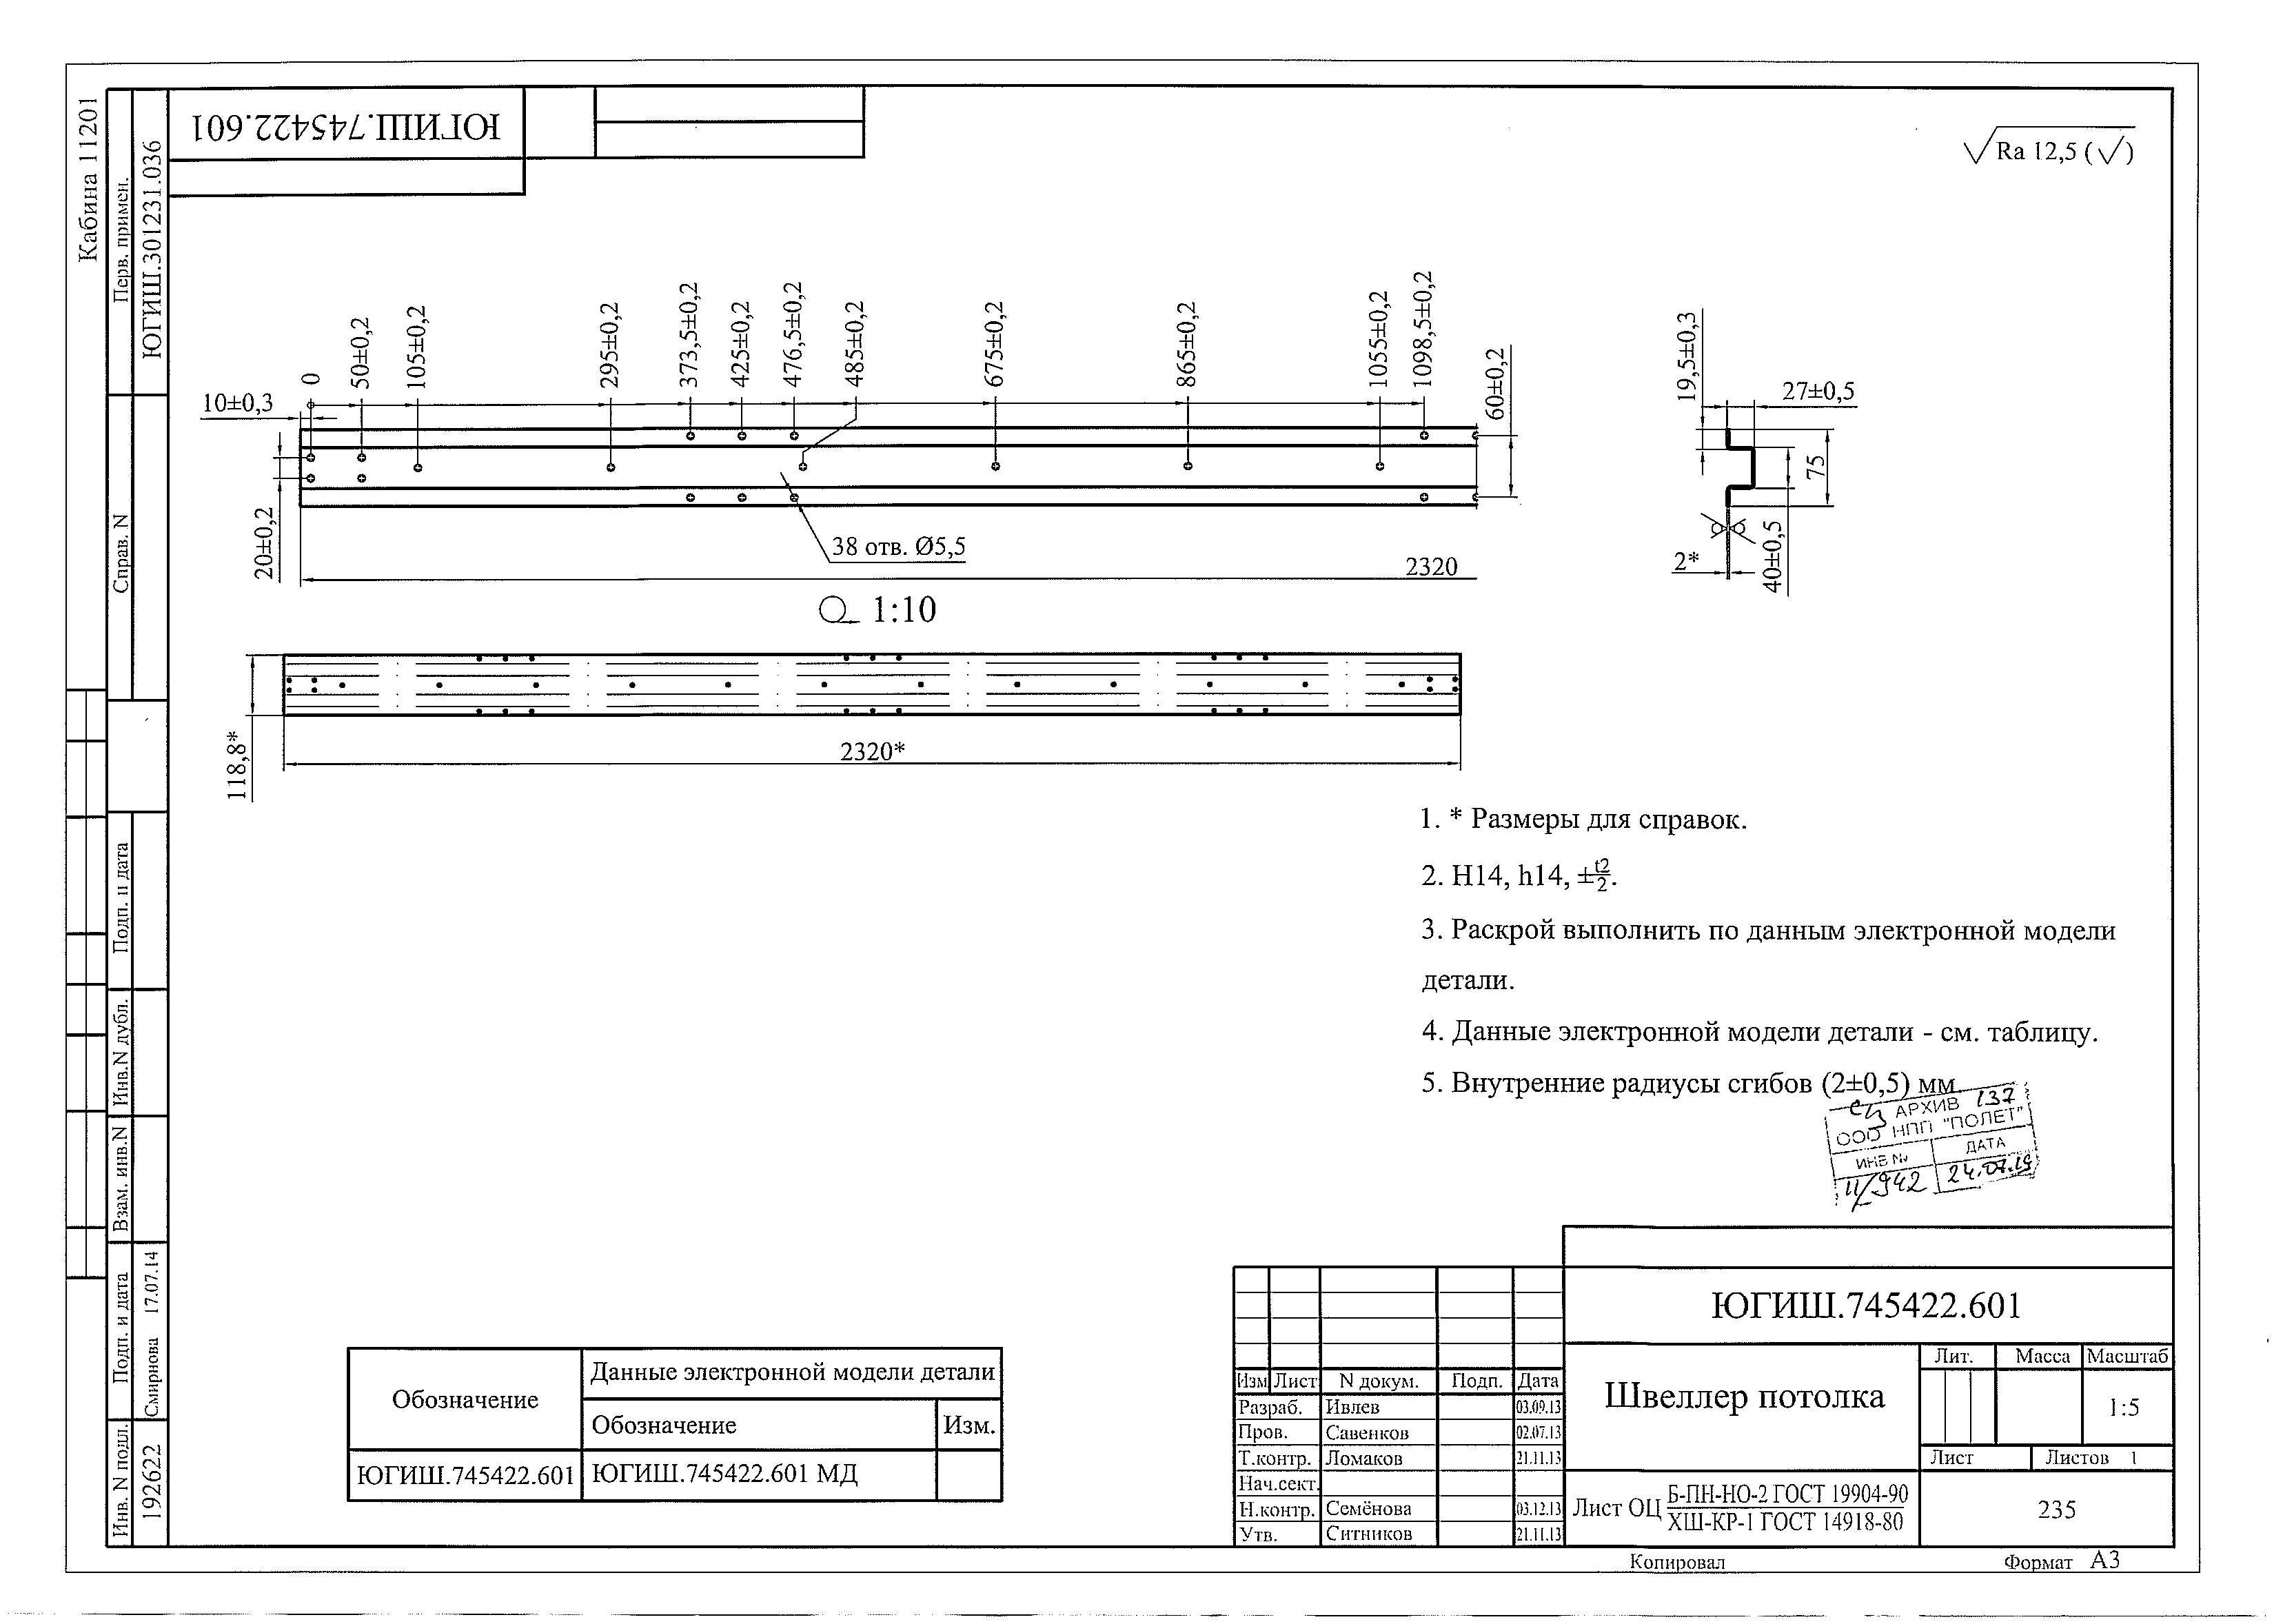 Кабина 11201
Перв. примен.
ЮГИШ.301231.036
Справ. N
Подп. и дата
Инв.N дубл.
Взам. инв.N
Подп. и дата
Смирнова 17.07.14
Инв. N подл.
192622
ЮГИШ.745422.601
Ra 12,5 (√)
10±0,3
0
50±0,2
105±0,2
295±0,2
373,5±0,2
425±0,2
476,5±0,2
485±0,2
675±0,2
865±0,2
1055±0,2
1098,5±0,2
60±0,2
20±0,2
38 отв. Ø5,5
2320
19,5±0,3
27±0,5
75
40±0,5
2*
1:10
118,8*
2320*
1. * Размеры для справок.
2. H14, h14, ±t2/2.
3. Раскрой выполнить по данным электронной модели
детали.
4. Данные электронной модели детали - см. таблицу.
5. Внутренние радиусы сгибов (2±0,5) мм.
АРХИВ 137
ООО НПП "ПОЛЕТ"
ИНВ № ДАТА
11/942 24.07.19
Обозначение
Данные электронной модели детали
Обозначение Изм.
ЮГИШ.745422.601 ЮГИШ.745422.601 МД
ЮГИШ.745422.601
Изм Лист N докум. Подп. Дата
Разраб. Ивлев 03.09.13
Пров. Савенков 02.07.13
Т.контр. Ломаков 21.11.13
Нач.сект.
Н.контр. Семёнова 03.12.13
Утв. Ситников 21.11.13
Швеллер потолка
Лит. Масса Масштаб
1:5
Лист Листов 1
Лист ОЦ Б-ПН-НО-2 ГОСТ 19904-90
ХШ-КР-1 ГОСТ 14918-80
235
Копировал Формат А3